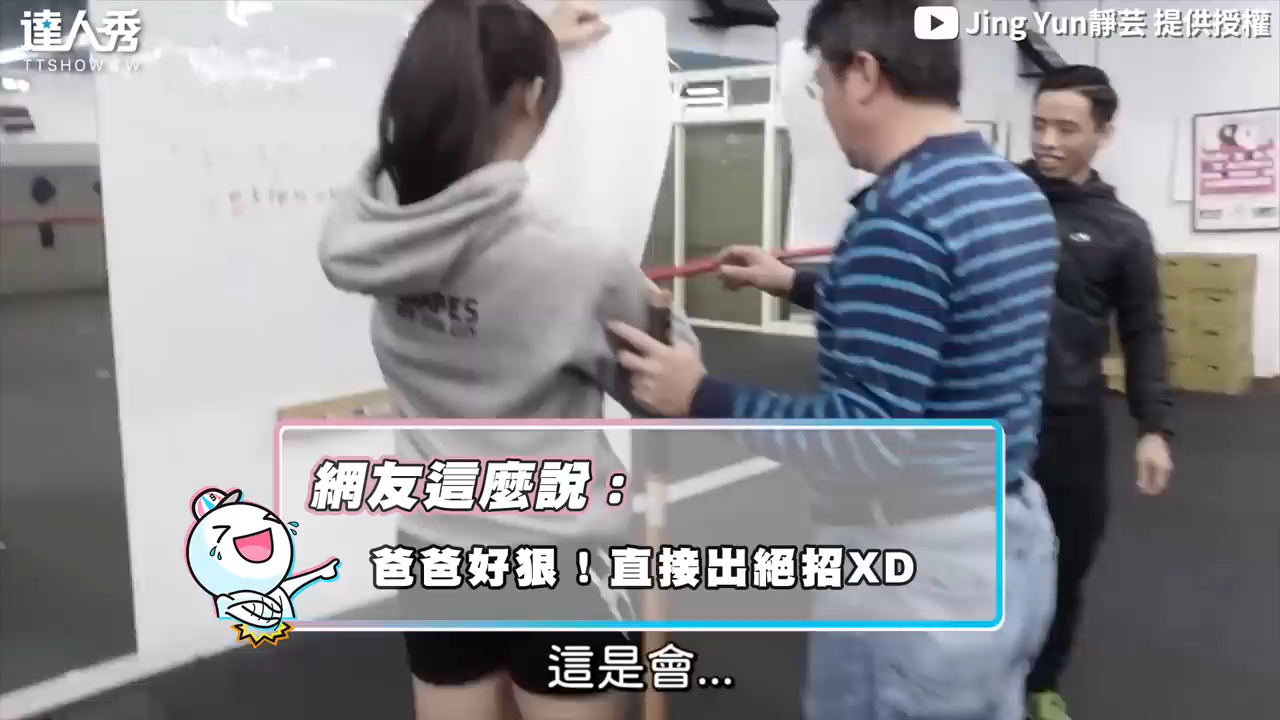 達人秀
TTSHOW.TW
Jing Yun靜芸 提供授權
網友這麼說：
爸爸好狠！直接出絕招XD
這是會...